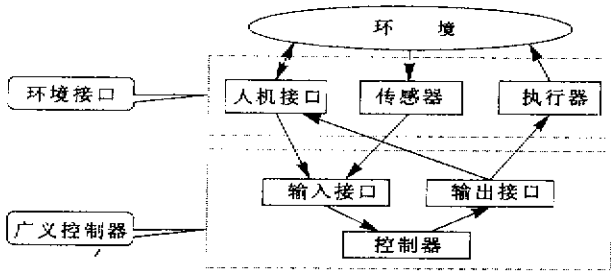 环 境
环境接口
人机接口 传感器 执行器
输入接口 输出接口
广义控制器
控制器